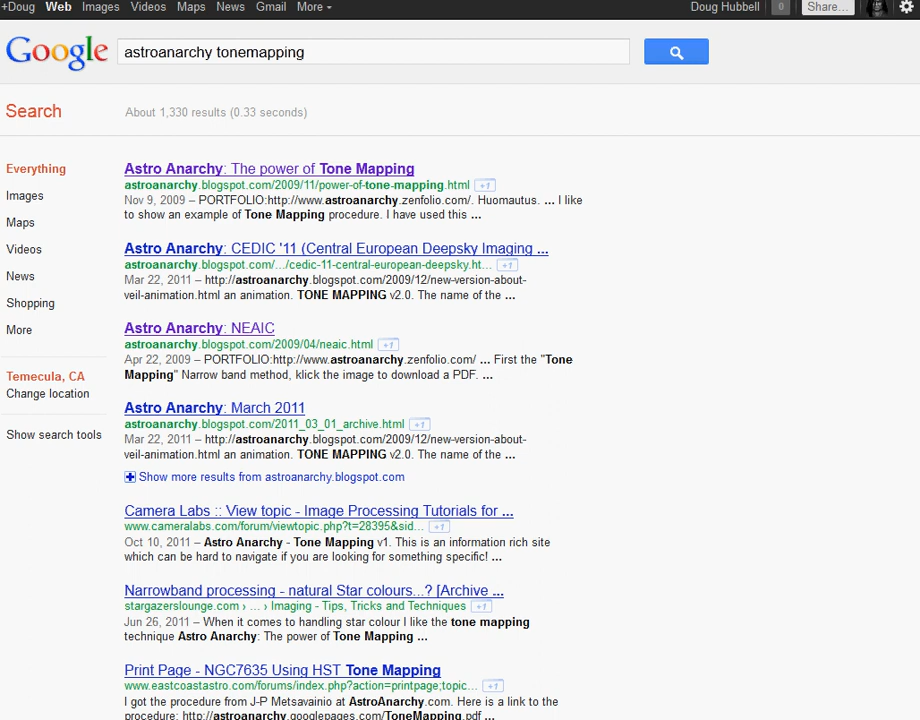 +Doug Web Images Videos Maps News Gmail More Doug Hubbell 0 Share...
Google astroanarchy tonemapping
Search About 1,330 results (0.33 seconds)
Everything
Images
Maps
Videos
News
Shopping
More
Temecula, CA
Change location
Show search tools
Astro Anarchy: The power of Tone Mapping
astroanarchy.blogspot.com/2009/11/power-of-tone-mapping.html +1
Nov 9, 2009 – PORTFOLIO:http://www.astroanarchy.zenfolio.com/. Huomautus. ... I like
to show an example of Tone Mapping procedure. I have used this ...
Astro Anarchy: CEDIC '11 (Central European Deepsky Imaging ...
astroanarchy.blogspot.com/.../cedic-11-central-european-deepsky.ht... +1
Mar 22, 2011 – http://astroanarchy.blogspot.com/2009/12/new-version-about-
veil-animation.html an animation. TONE MAPPING v2.0. The name of the ...
Astro Anarchy: NEAIC
astroanarchy.blogspot.com/2009/04/neaic.html +1
Apr 22, 2009 – PORTFOLIO:http://www.astroanarchy.zenfolio.com/ ... First the "Tone
Mapping" Narrow band method, klick the image to download a PDF. ...
Astro Anarchy: March 2011
astroanarchy.blogspot.com/2011_03_01_archive.html +1
Mar 22, 2011 – http://astroanarchy.blogspot.com/2009/12/new-version-about-
veil-animation.html an animation. TONE MAPPING v2.0. The name of the ...
Show more results from astroanarchy.blogspot.com
Camera Labs :: View topic - Image Processing Tutorials for ...
www.cameralabs.com/forum/viewtopic.php?t=28395&sid... +1
Oct 10, 2011 – Astro Anarchy - Tone Mapping v1. This is an information rich site
which can be hard to navigate if you are looking for something specific! ...
Narrowband processing - natural Star colours...? [Archive ...
stargazerslounge.com › ... › Imaging - Tips, Tricks and Techniques +1
Jun 26, 2011 – When it comes to handling star colour I like the tone mapping
technique Astro Anarchy: The power of Tone Mapping ...
Print Page - NGC7635 Using HST Tone Mapping
www.eastcoastastro.com/forums/index.php?action=printpage;topic... +1
I got the procedure from J-P Metsavainio at AstroAnarchy.com. Here is a link to the
procedure: http://astroanarchy.googlepages.com/ToneMapping.pdf ...